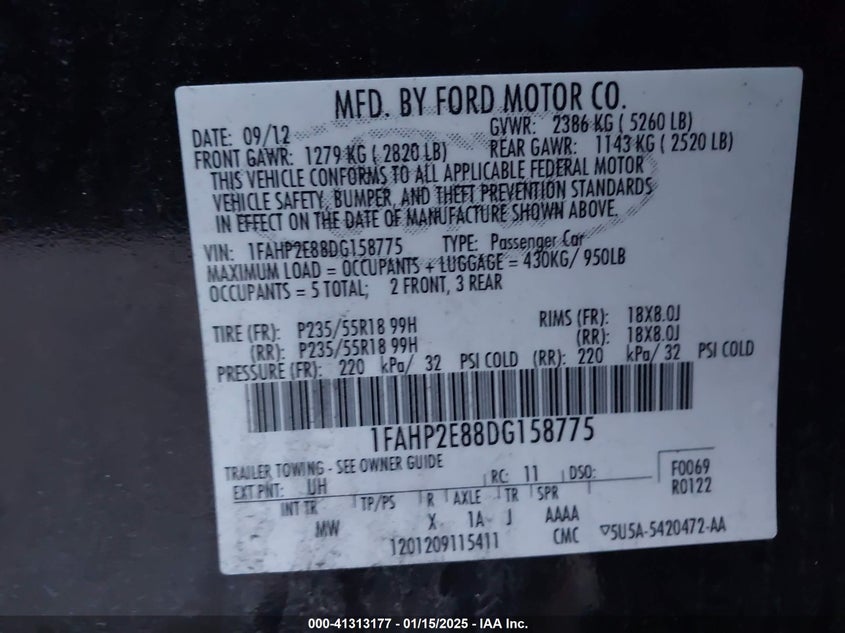 MFD. BY FORD MOTOR CO.
DATE: 09/12 GVWR: 2386 KG ( 5260 LB)
FRONT GAWR: 1279 KG ( 2820 LB) REAR GAWR: 1143 KG ( 2520 LB)
THIS VEHICLE CONFORMS TO ALL APPLICABLE FEDERAL MOTOR
VEHICLE SAFETY, BUMPER, AND THEFT PREVENTION STANDARDS
IN EFFECT ON THE DATE OF MANUFACTURE SHOWN ABOVE.
VIN: 1FAHP2E88DG158775 TYPE: Passenger Car
MAXIMUM LOAD = OCCUPANTS + LUGGAGE = 430KG/ 950LB
OCCUPANTS = 5 TOTAL; 2 FRONT, 3 REAR
TIRE (FR): P235/55R18 99H RIMS (FR): 18X8.0J
(RR): P235/55R18 99H (RR): 18X8.0J
PRESSURE (FR): 220 kPa/ 32 PSI COLD (RR): 220 kPa/ 32 PSI COLD
1FAHP2E88DG158775
TRAILER TOWING - SEE OWNER GUIDE
EXT PNT: UH RC: 11 DSO: F0069
R0122
INT TR TP/PS R AXLE TR SPR
MW X 1A J AAAA
1201209115411 CMC ▽5U5A-5420472-AA
000-41313177 - 01/15/2025 - IAA Inc.